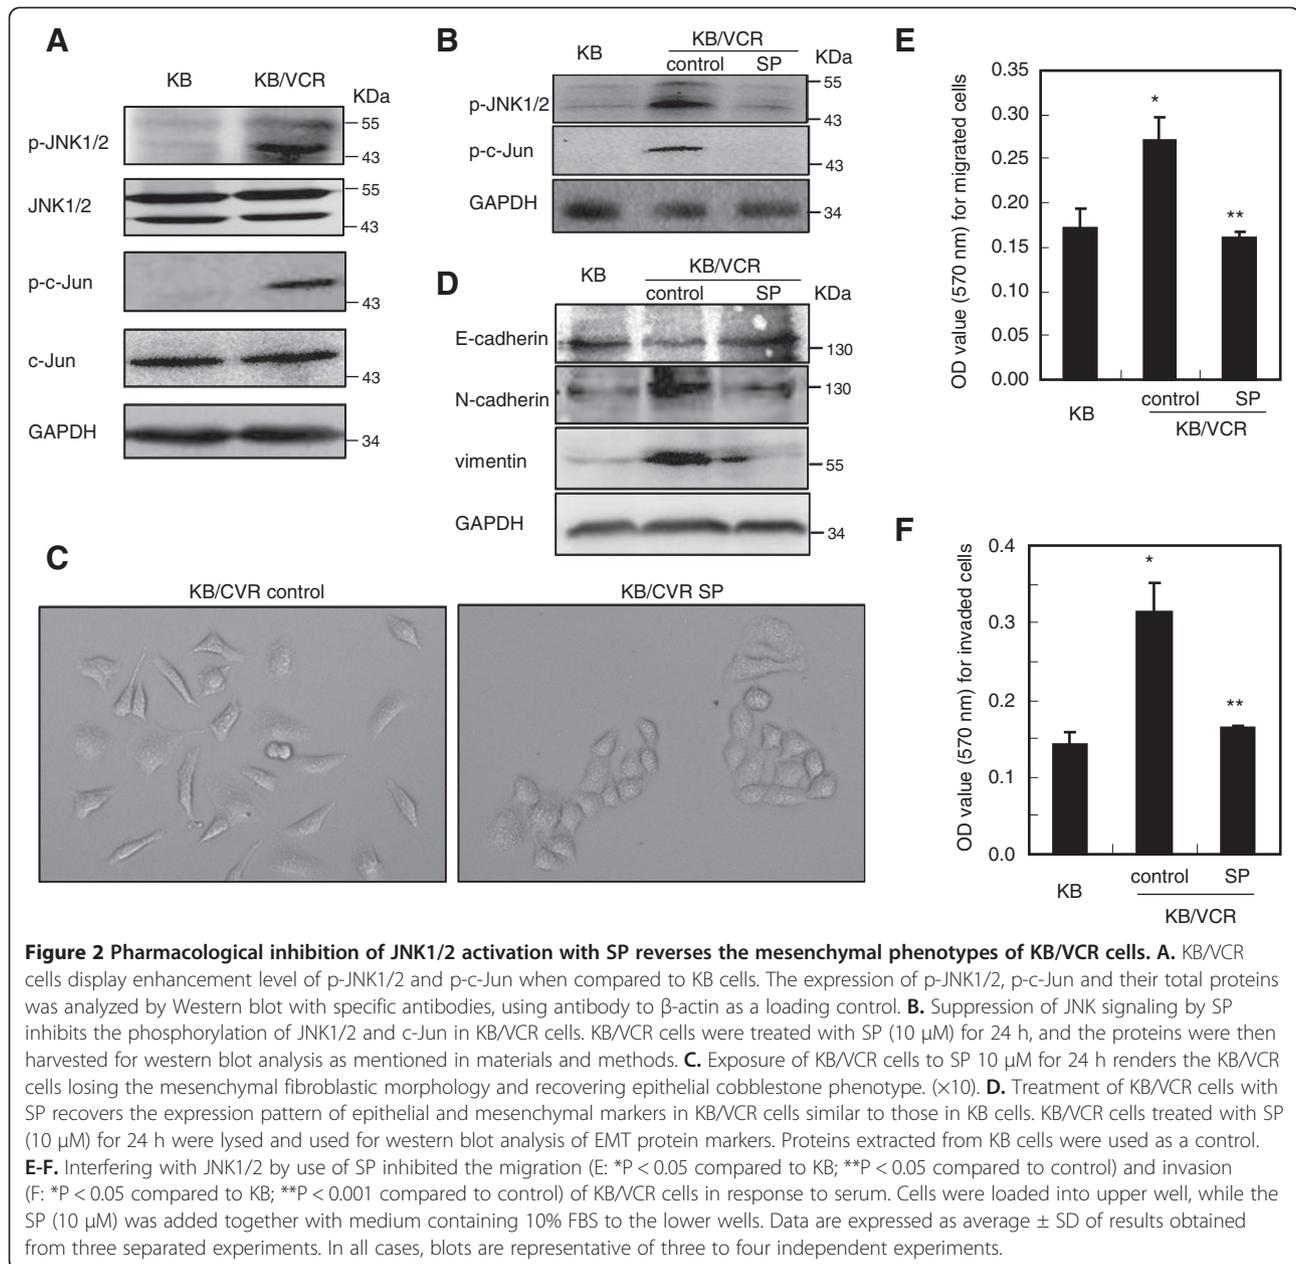 A
KB KB/VCR
KDa
p-JNK1/2
55
43
JNK1/2
55
43
p-c-Jun
43
c-Jun
43
GAPDH
34
B
KB
KB/VCR
control SP
KDa
p-JNK1/2
55
43
p-c-Jun
43
GAPDH
34
D
KB
KB/VCR
control SP
KDa
E-cadherin
130
N-cadherin
130
vimentin
55
GAPDH
34
C
KB/CVR control
KB/CVR SP
E
OD value (570 nm) for migrated cells
0.35
0.30
0.25
0.20
0.15
0.10
0.05
0.00
*
**
KB
control SP
KB/VCR
F
OD value (570 nm) for invaded cells
0.4
0.3
0.2
0.1
0.0
*
**
KB
control SP
KB/VCR
Figure 2 Pharmacological inhibition of JNK1/2 activation with SP reverses the mesenchymal phenotypes of KB/VCR cells. A. KB/VCR
cells display enhancement level of p-JNK1/2 and p-c-Jun when compared to KB cells. The expression of p-JNK1/2, p-c-Jun and their total proteins
was analyzed by Western blot with specific antibodies, using antibody to β-actin as a loading control. B. Suppression of JNK signaling by SP
inhibits the phosphorylation of JNK1/2 and c-Jun in KB/VCR cells. KB/VCR cells were treated with SP (10 μM) for 24 h, and the proteins were then
harvested for western blot analysis as mentioned in materials and methods. C. Exposure of KB/VCR cells to SP 10 μM for 24 h renders the KB/VCR
cells losing the mesenchymal fibroblastic morphology and recovering epithelial cobblestone phenotype. (×10). D. Treatment of KB/VCR cells with
SP recovers the expression pattern of epithelial and mesenchymal markers in KB/VCR cells similar to those in KB cells. KB/VCR cells treated with SP
(10 μM) for 24 h were lysed and used for western blot analysis of EMT protein markers. Proteins extracted from KB cells were used as a control.
E-F. Interfering with JNK1/2 by use of SP inhibited the migration (E: *P < 0.05 compared to KB; **P < 0.05 compared to control) and invasion
(F: *P < 0.05 compared to KB; **P < 0.001 compared to control) of KB/VCR cells in response to serum. Cells were loaded into upper well, while the
SP (10 μM) was added together with medium containing 10% FBS to the lower wells. Data are expressed as average ± SD of results obtained
from three separated experiments. In all cases, blots are representative of three to four independent experiments.